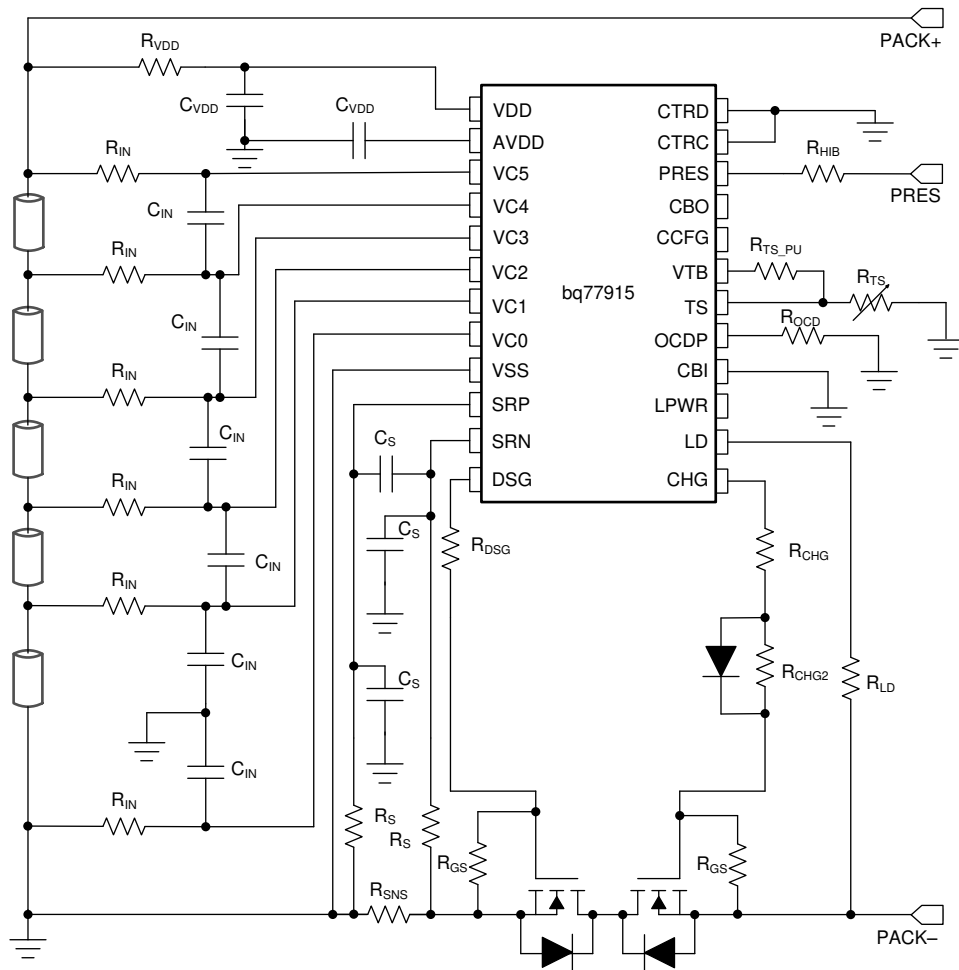 PACK+
RVDD
CVDD
CVDD
VDD
CTRD
AVDD
CTRC
RIN
VC5
PRES
RHIB
PRES
CIN
VC4
CBO
VC3
CCFG
RIN
VC2
VTB
RTS_PU
RTS
bq77915
CIN
VC1
TS
VC0
OCDP
ROCD
RIN
VSS
CBI
SRP
LPWR
CIN
CS
SRN
LD
RIN
DSG
CHG
CS
RDSG
RCHG
CIN
RIN
CIN
CS
RCHG2
RLD
CIN
RIN
RS
RS
RGS
RGS
RSNS
PACK–